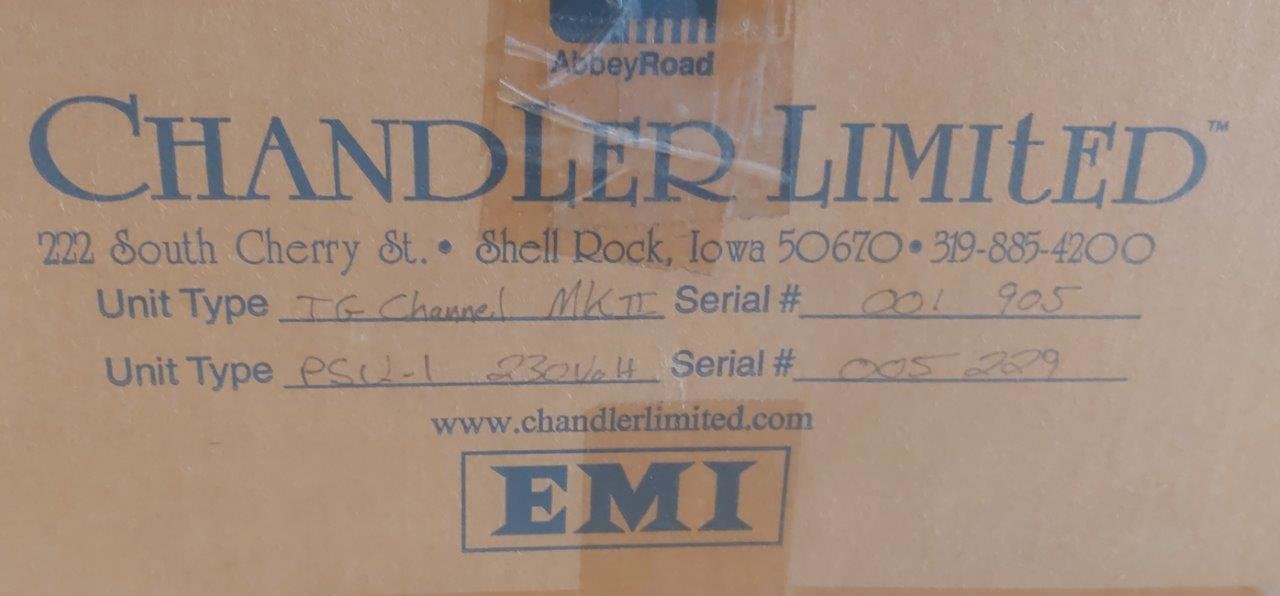 AbbeyRoad
CHANDLER LIMITED™
222 South Cherry St. • Shell Rock, Iowa 50670 • 319-885-4200
Unit Type TG Channel MK II Serial # 001 905
Unit Type PSU-1 230Volt Serial # 005 229
www.chandlerlimited.com
EMI